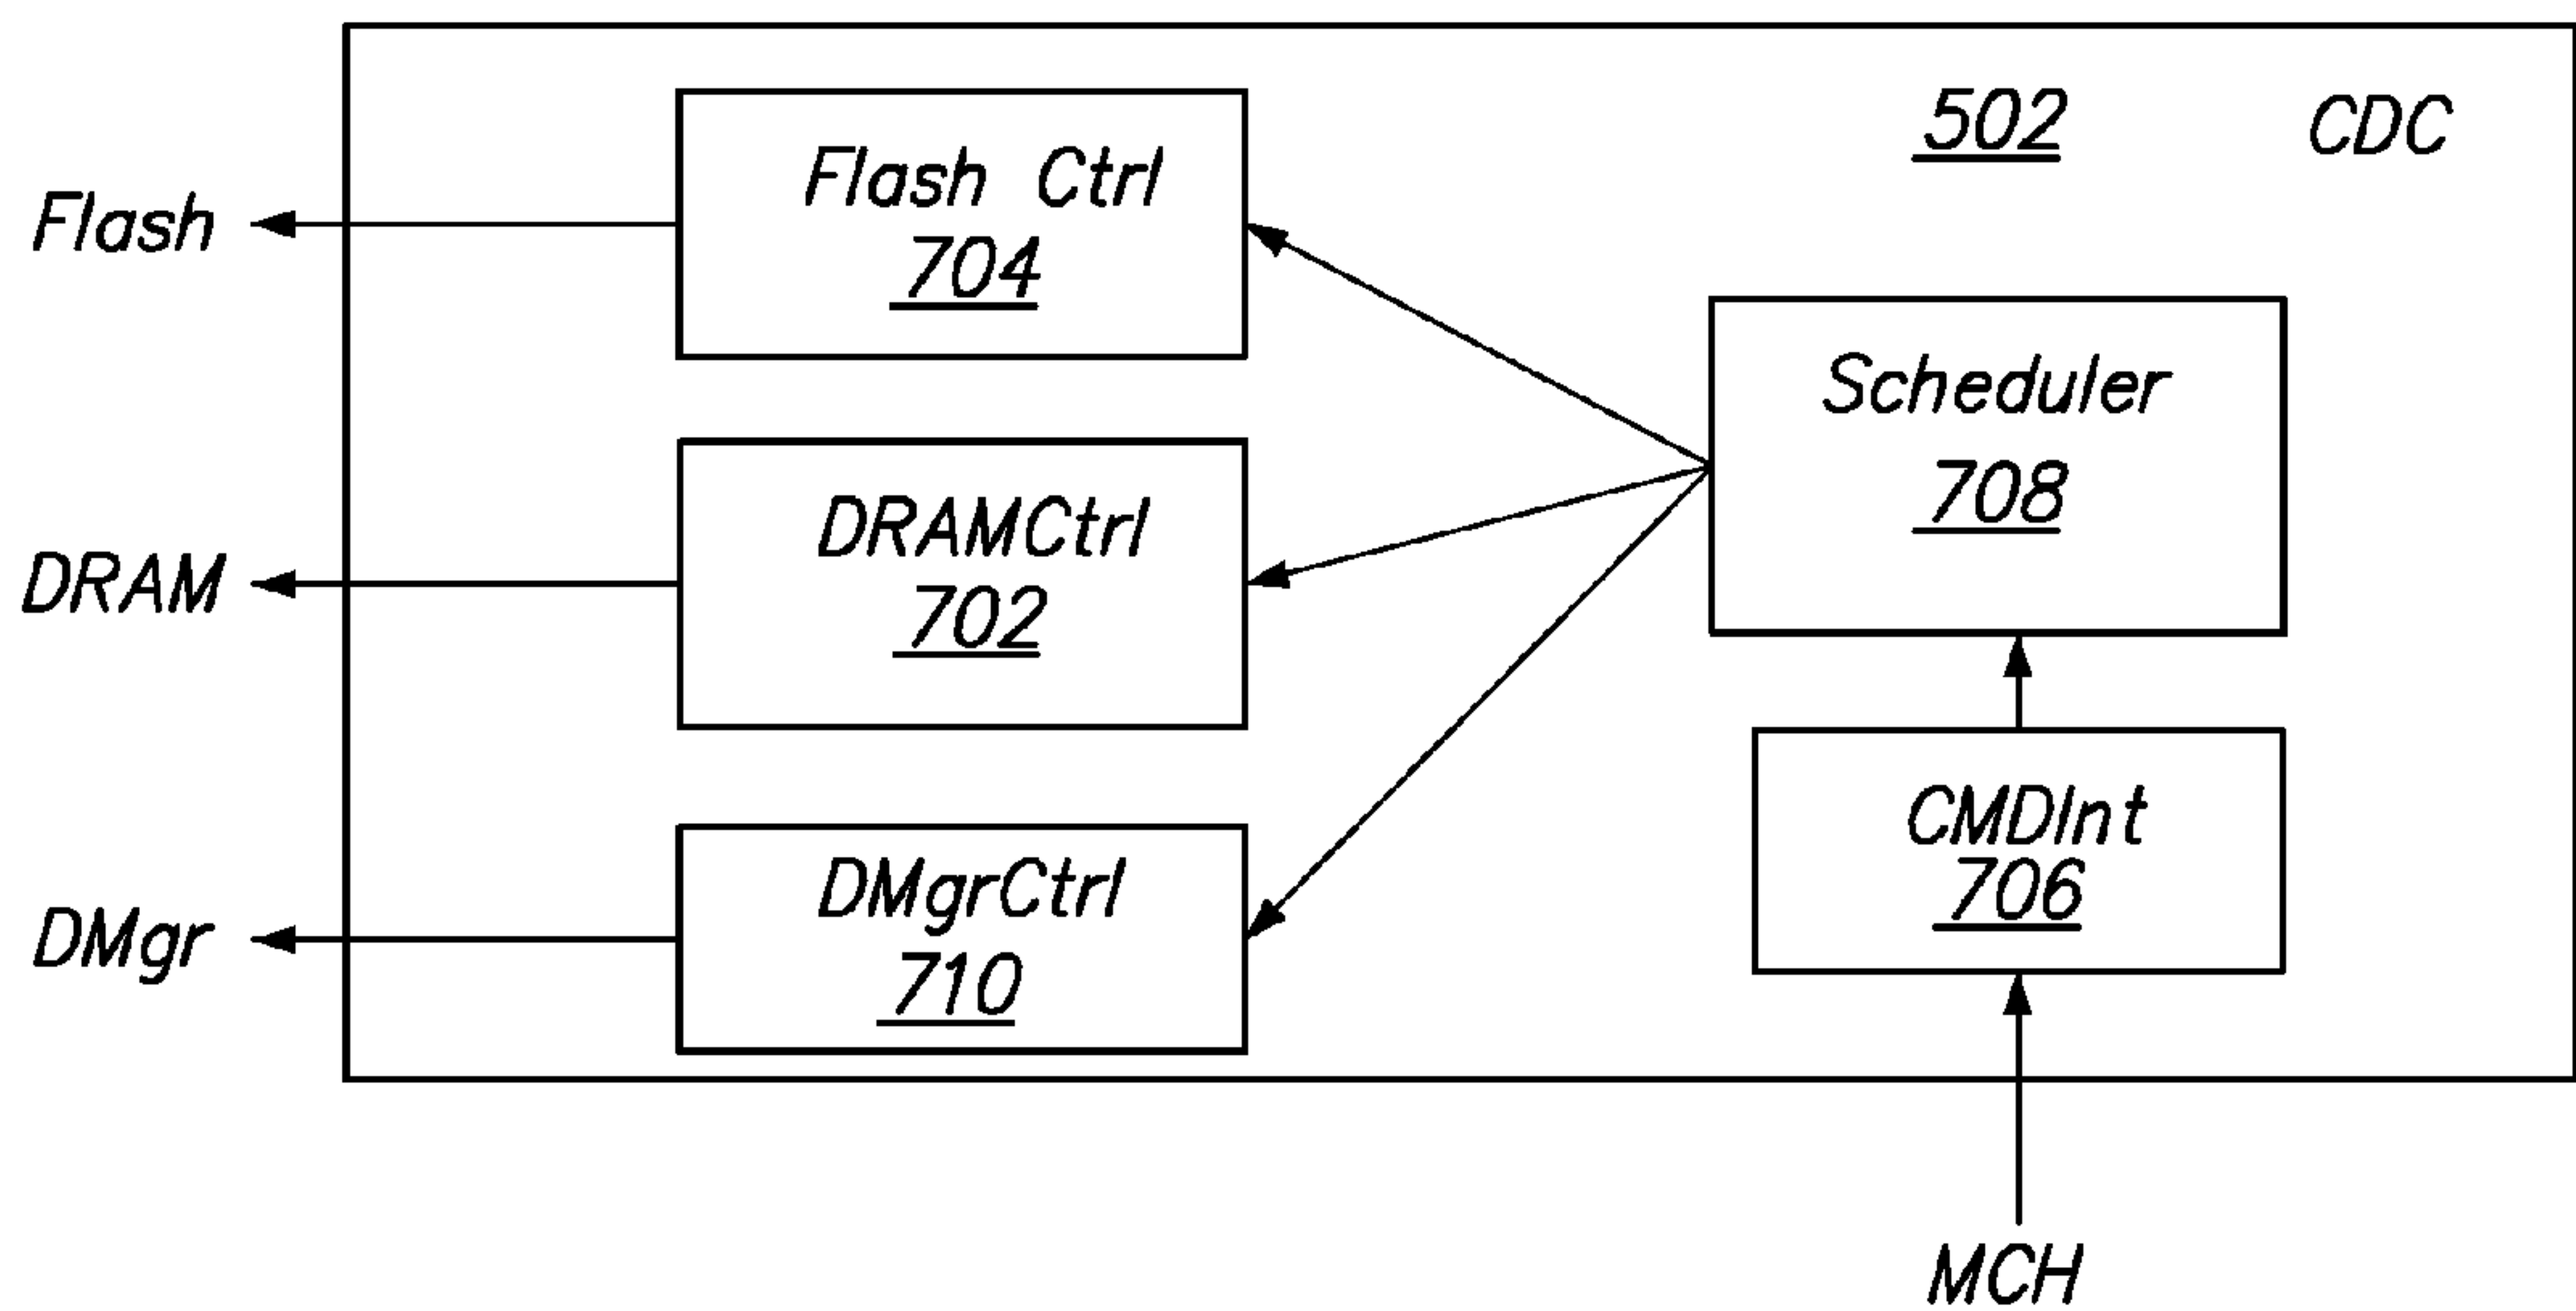 502 CDC
Flash Ctrl
704
Flash
Scheduler
708
DRAMCtrl
702
DRAM
CMDInt
706
DMgrCtrl
710
DMgr
MCH